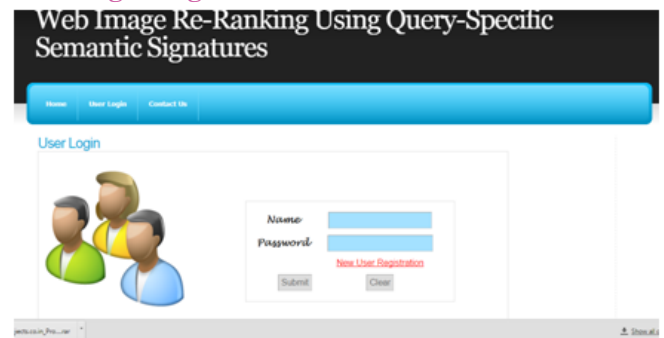 Web Image Re-Ranking Using Query-Specific
Semantic Signatures
Home User Login Contact Us
User Login
Name
Password
New User Registration
Submit Clear
Show all